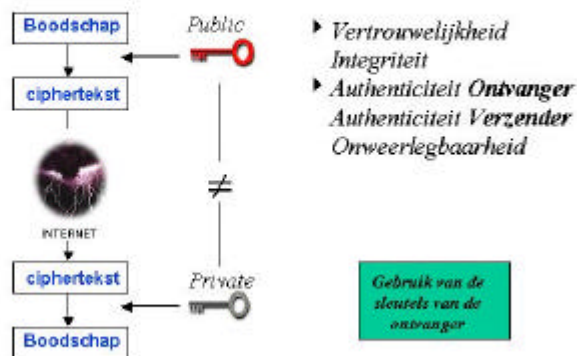 Boodschap
Public
ciphertekst
INTERNET
≠
ciphertekst
Private
Boodschap
Vertrouwelijkheid
Integriteit
Authenticiteit Ontvanger
Authenticiteit Verzender
Onweerlegbaarheid
Gebruik van de
sleutels van de
ontvanger